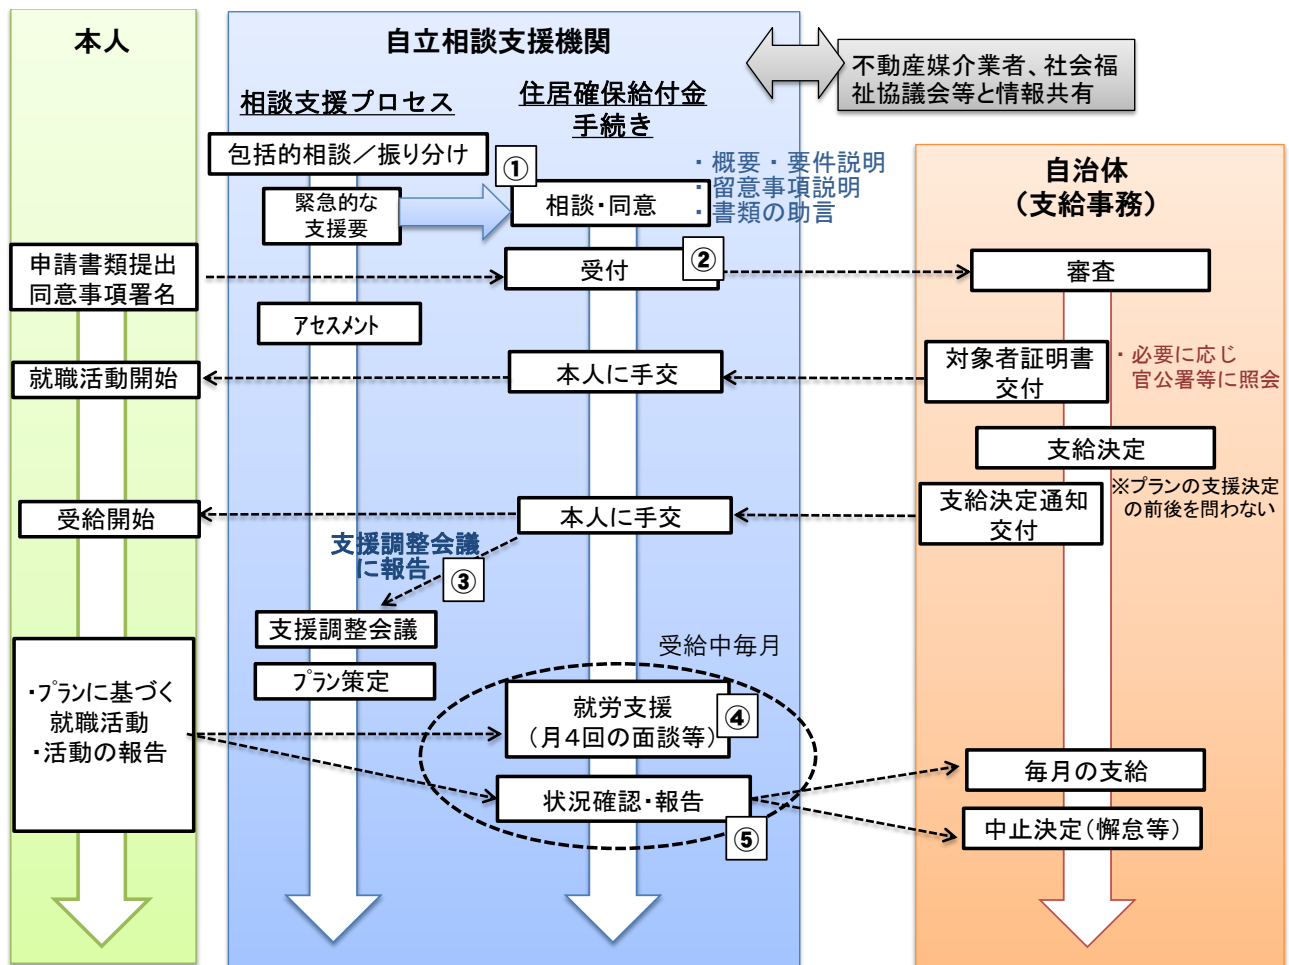 本人
自立相談支援機関
不動産媒介業者、社会福
祉協議会等と情報共有
相談支援プロセス
住居確保給付金
手続き
包括的相談／振り分け
①
・概要・要件説明
・留意事項説明
・書類の助言
自治体
（支給事務）
緊急的な
支援要
相談・同意
申請書類提出
同意事項署名
受付
②
審査
アセスメント
就職活動開始
本人に手交
対象者証明書
交付
・必要に応じ
官公署等に照会
支給決定
※プランの支援決定
の前後を問わない
受給開始
本人に手交
支給決定通知
交付
支援調整会議
に報告
③
支援調整会議
プラン策定
受給中毎月
・プランに基づく
就職活動
・活動の報告
就労支援
（月４回の面談等）
④
毎月の支給
状況確認・報告
⑤
中止決定（懈怠等）